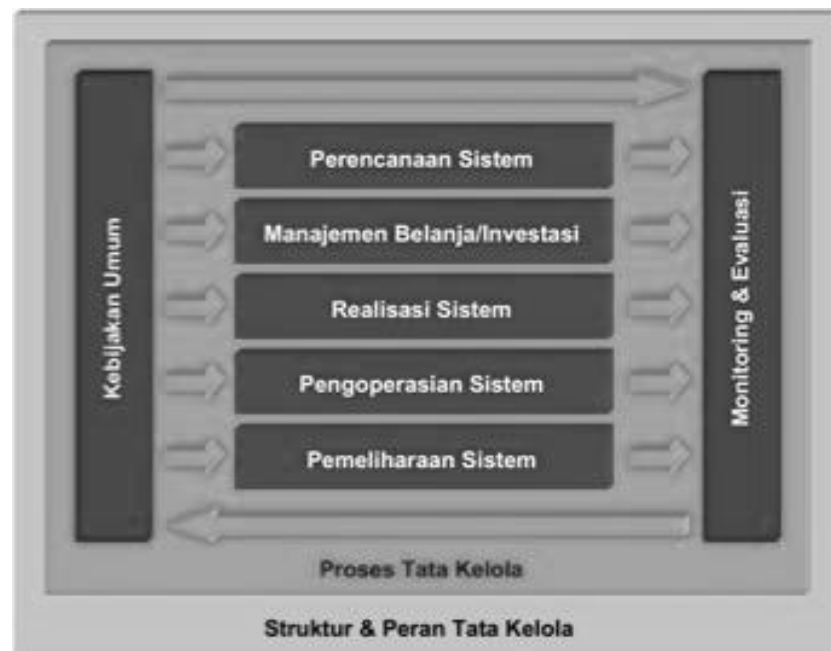 Kebijakan Umum
Perencanaan Sistem
Manajemen Belanja/Investasi
Realisasi Sistem
Pengoperasian Sistem
Pemeliharaan Sistem
Monitoring & Evaluasi
Proses Tata Kelola
Struktur & Peran Tata Kelola